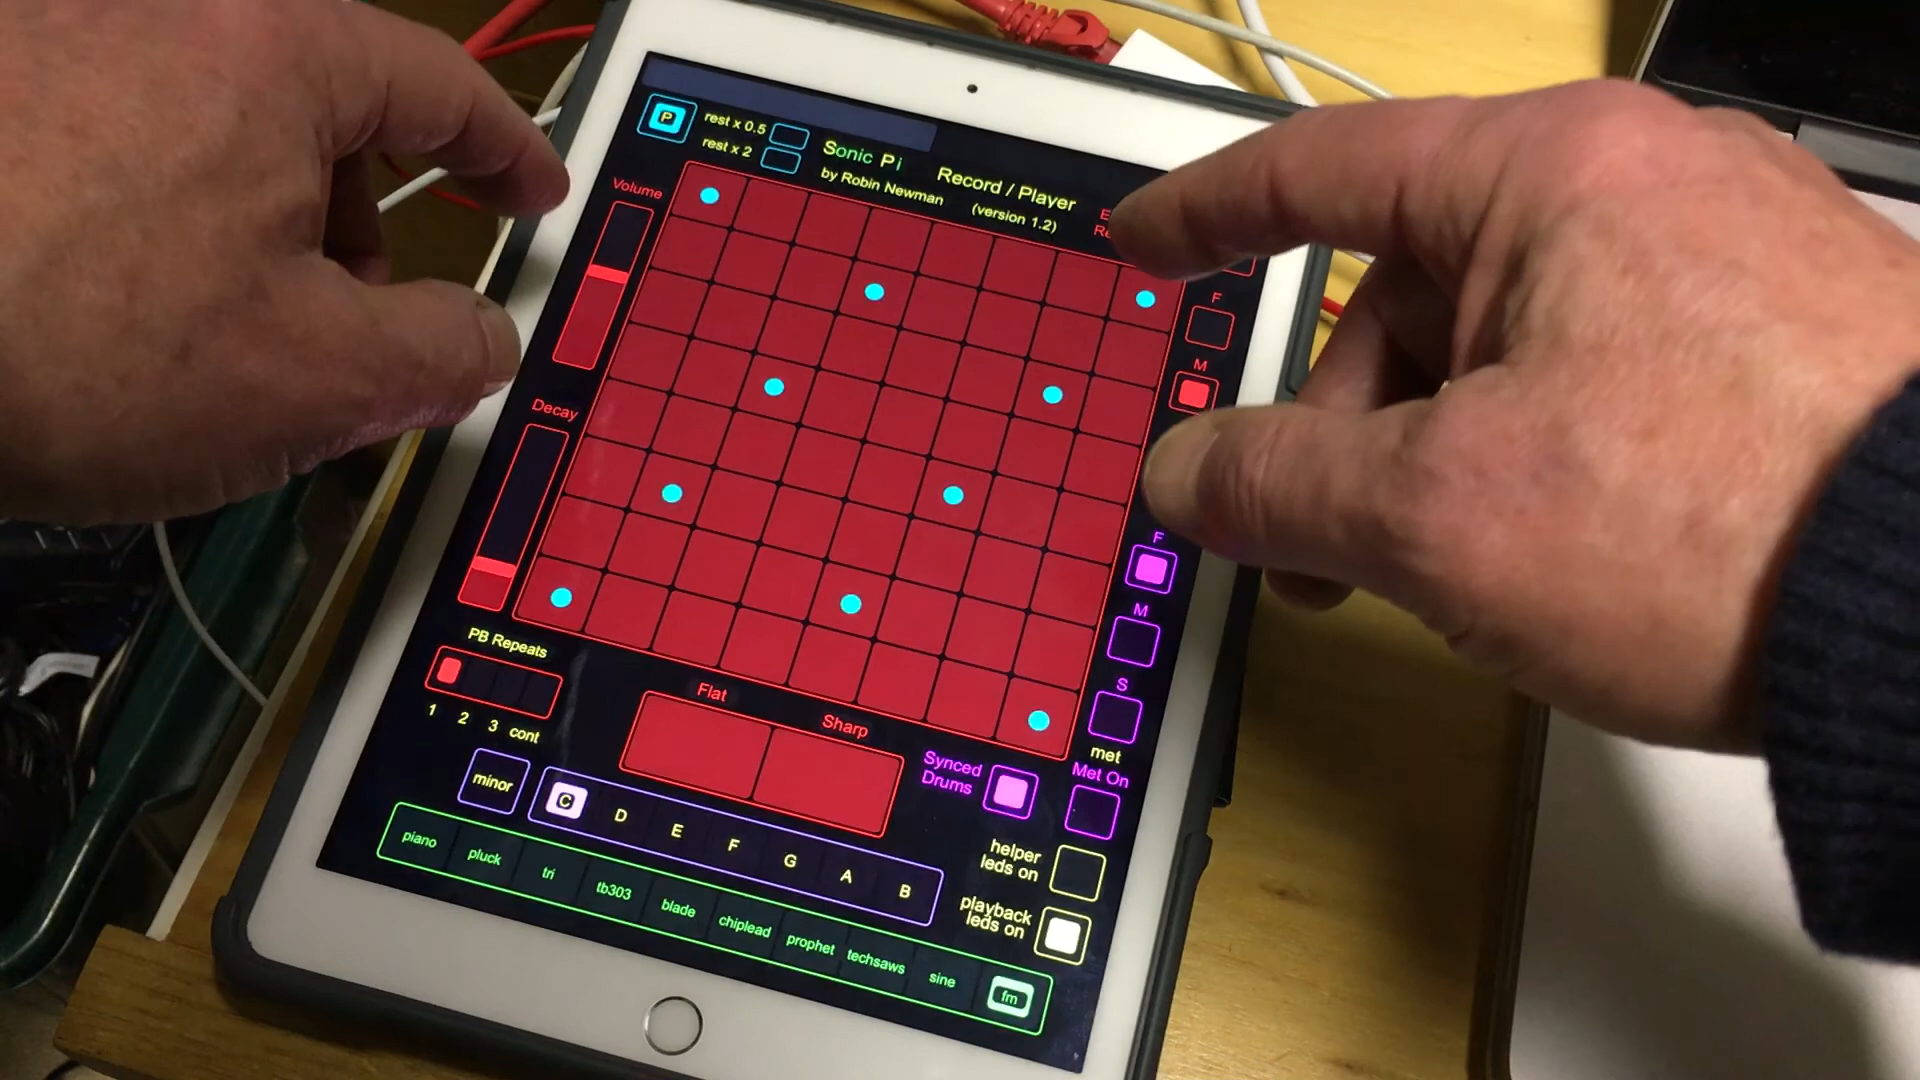 P
rest x 0.5
rest x 2
Sonic Pi
by Robin Newman
Record / Player
(version 1.2)
Volume
F
M
Decay
F
M
S
met
Met On
PB Repeats
1 2 3 cont
Flat
Sharp
Synced
Drums
minor
C D E F G A B
helper
leds on
playback
leds on
piano pluck tri tb303 blade chiplead prophet techsaws sine fm